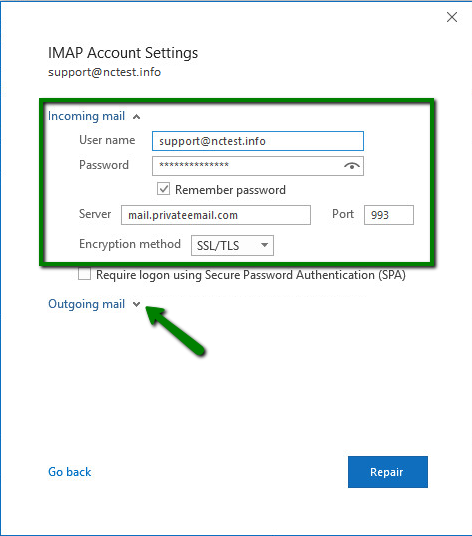 IMAP Account Settings
support@nctest.info
Incoming mail
User name support@nctest.info
Password **************
Remember password
Server mail.privateemail.com Port 993
Encryption method SSL/TLS
Require logon using Secure Password Authentication (SPA)
Outgoing mail
Go back Repair